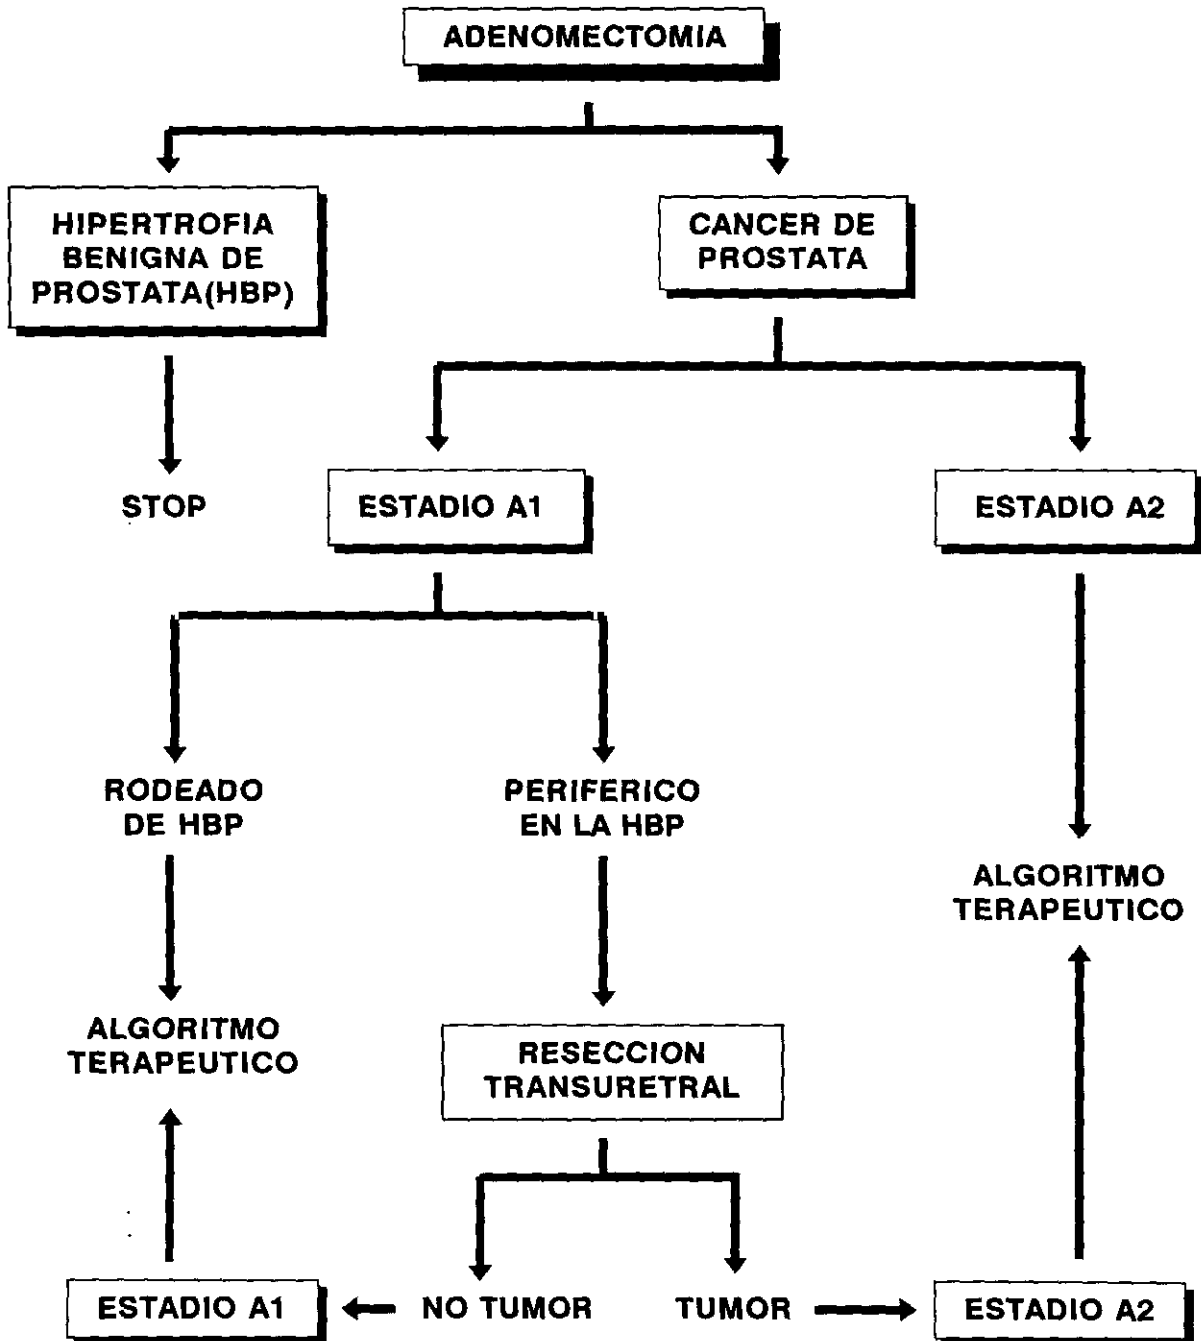 ADENOMECTOMIA
HIPERTROFIA
BENIGNA DE
PROSTATA(HBP)
CANCER DE
PROSTATA
STOP
ESTADIO A1
ESTADIO A2
RODEADO
DE HBP
PERIFERICO
EN LA HBP
ALGORITMO
TERAPEUTICO
ALGORITMO
TERAPEUTICO
RESECCION
TRANSURETRAL
ESTADIO A1
NO TUMOR
TUMOR
ESTADIO A2